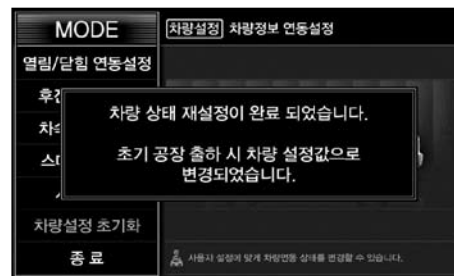 MODE
차량설정 차량정보 연동설정
열림/닫힘 연동설정
차량 상태 재설정이 완료 되었습니다.
초기 공장 출하 시 차량 설정값으로
변경되었습니다.
차량설정 초기화
종 료
사용자 설정에 맞게 차량연동 상태를 변경할 수 있습니다.